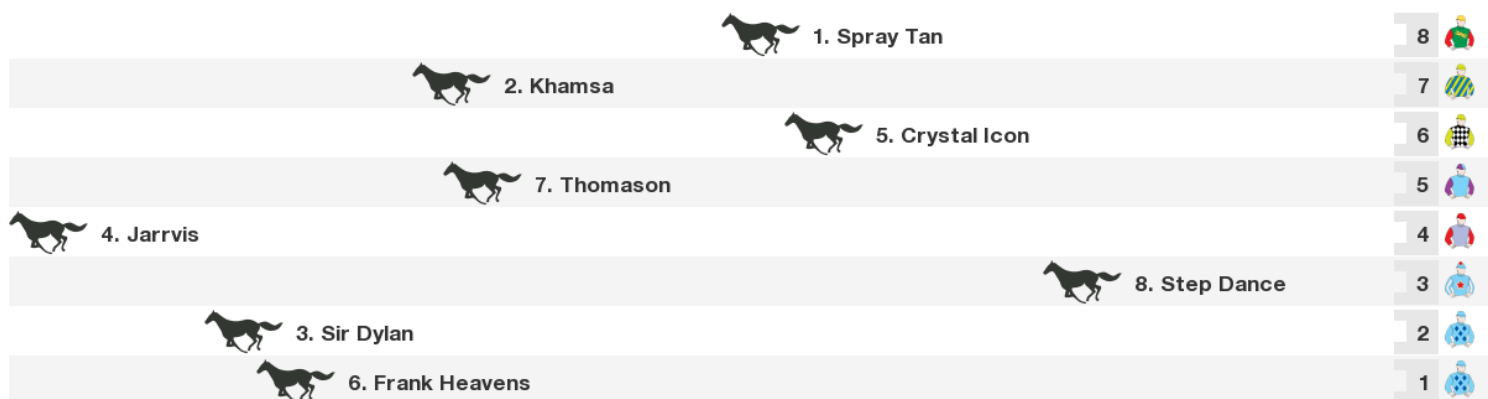 1. Spray Tan 8
2. Khamsa 7
5. Crystal Icon 6
7. Thomason 5
4. Jarrvis 4
8. Step Dance 3
3. Sir Dylan 2
6. Frank Heavens 1